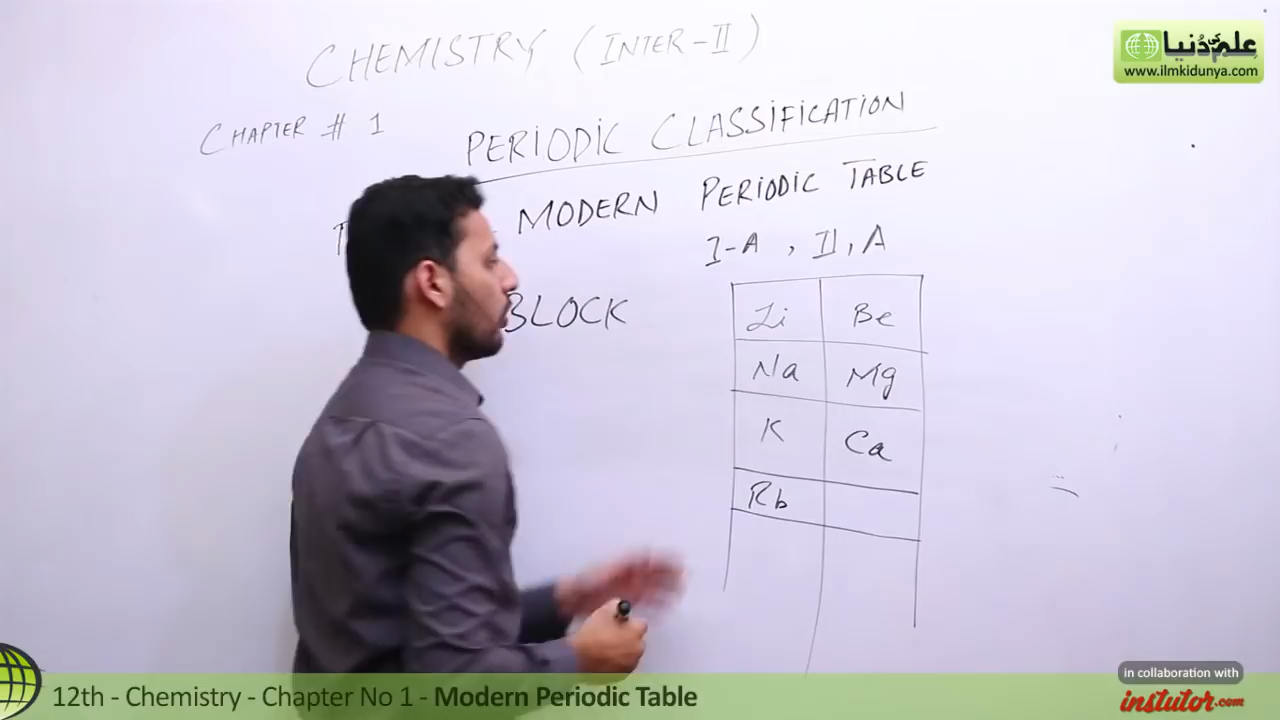 CHEMISTRY (INTER-II)
علم کی دُنیا
www.ilmkidunya.com
CHAPTER # 1
PERIODIC CLASSIFICATION
MODERN PERIODIC TABLE
I-A , II, A
BLOCK
Li Be
Na Mg
K Ca
Rb
in collaboration with
instutor.com
12th - Chemistry - Chapter No 1 - Modern Periodic Table